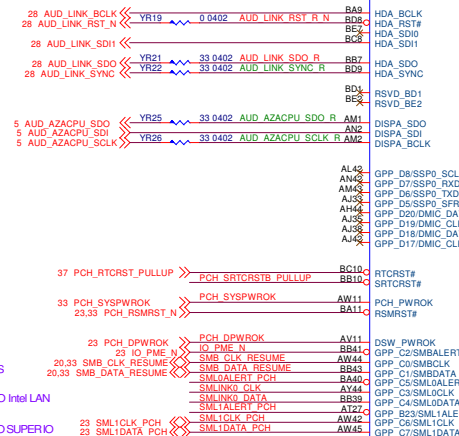 28 AUD_LINK_BCLK BA9 HDA_BCLK
28 AUD_LINK_RST_N YR19 0 0402 AUD_LINK_RST_R_N BD8 HDA_RST#
BE7 HDA_SDI0
28 AUD_LINK_SDI1 BC8 HDA_SDI1
28 AUD_LINK_SDO YR21 33 0402 AUD_LINK_SDO_R BB7 HDA_SDO
28 AUD_LINK_SYNC YR22 33 0402 AUD_LINK_SYNC_R BD9 HDA_SYNC
BD1 RSVD_BD1
BE2 RSVD_BE2
5 AUD_AZACPU_SDO YR25 33 0402 AUD_AZACPU_SDO_R AM1 DISPA_SDO
5 AUD_AZACPU_SDI AN2 DISPA_SDI
5 AUD_AZACPU_SCLK YR26 33 0402 AUD_AZACPU_SCLK_R AM2 DISPA_BCLK
AL42 GPP_D8/SSP0_SCL
AN42 GPP_D7/SSP0_RXD
AM43 GPP_D6/SSP0_TXD
AJ33 GPP_D5/SSP0_SFR
AH44 GPP_D20/DMIC_DA
AJ35 GPP_D19/DMIC_CL
AJ38 GPP_D18/DMIC_DA
AJ42 GPP_D17/DMIC_CL
37 PCH_RTCRST_PULLUP BC10 RTCRST#
PCH_SRTCRSTB_PULLUP BB10 SRTCRST#
33 PCH_SYSPWROK PCH_SYSPWROK AW11 PCH_PWROK
23,33 PCH_RSMRST_N BA11 RSMRST#
23 PCH_DPWROK PCH_DPWROK AV11 DSW_PWROK
23 IO_PME_N IO_PME_N BB41 GPP_C2/SMBALERT
20,33 SMB_CLK_RESUME SMB_CLK_RESUME AW44 GPP_C0/SMBCLK
20,33 SMB_DATA_RESUME SMB_DATA_RESUME BB43 GPP_C1/SMBDATA
SML0ALERT_PCH BA40 GPP_C5/SML0ALER
SMLINK0_CLK AY44 GPP_C3/SML0CLK
O Intel LAN SMLINK0_DATA BB39 GPP_C4/SML0DATA
SML1ALERT_PCH AT27 GPP_B23/SML1ALE
23 SML1CLK_PCH SML1CLK_PCH AW42 GPP_C6/SML1CLK
O SUPERIO 23 SML1DATA_PCH SML1DATA_PCH AW45 GPP_C7/SML1DATA